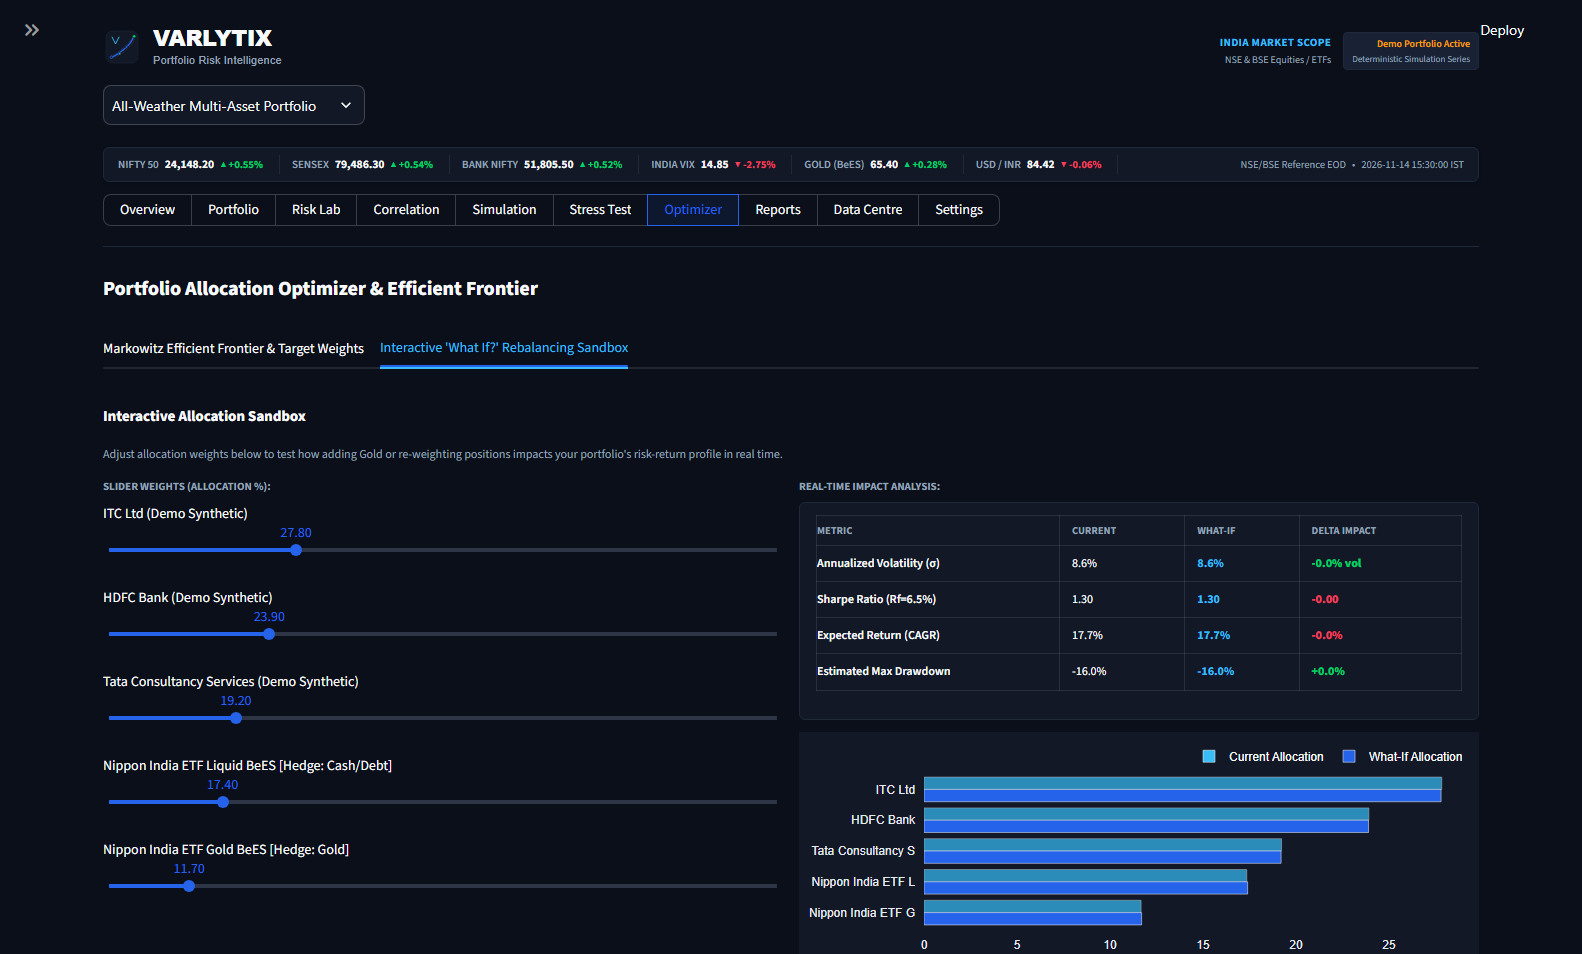 VARLYTIX
Portfolio Risk Intelligence
INDIA MARKET SCOPE
NSE & BSE Equities / ETFs
Demo Portfolio Active
Deterministic Simulation Series
Deploy
All-Weather Multi-Asset Portfolio
NIFTY 50 24,148.20 ▲ +0.55% SENSEX 79,486.30 ▲ +0.54% BANK NIFTY 51,805.50 ▲ +0.52% INDIA VIX 14.85 ▼ -2.75% GOLD (BeES) 65.40 ▲ +0.28% USD / INR 84.42 ▼ -0.06% NSE/BSE Reference EOD • 2026-11-14 15:30:00 IST
Overview Portfolio Risk Lab Correlation Simulation Stress Test Optimizer Reports Data Centre Settings
Portfolio Allocation Optimizer & Efficient Frontier
Markowitz Efficient Frontier & Target Weights Interactive 'What If?' Rebalancing Sandbox
Interactive Allocation Sandbox
Adjust allocation weights below to test how adding Gold or re-weighting positions impacts your portfolio's risk-return profile in real time.
SLIDER WEIGHTS (ALLOCATION %):
ITC Ltd (Demo Synthetic)
27.80
HDFC Bank (Demo Synthetic)
23.90
Tata Consultancy Services (Demo Synthetic)
19.20
Nippon India ETF Liquid BeES [Hedge: Cash/Debt]
17.40
Nippon India ETF Gold BeES [Hedge: Gold]
11.70
REAL-TIME IMPACT ANALYSIS:
METRIC CURRENT WHAT-IF DELTA IMPACT
Annualized Volatility (σ) 8.6% 8.6% -0.0% vol
Sharpe Ratio (Rf=6.5%) 1.30 1.30 -0.00
Expected Return (CAGR) 17.7% 17.7% -0.0%
Estimated Max Drawdown -16.0% -16.0% +0.0%
Current Allocation What-If Allocation
ITC Ltd
HDFC Bank
Tata Consultancy S
Nippon India ETF L
Nippon India ETF G
0 5 10 15 20 25